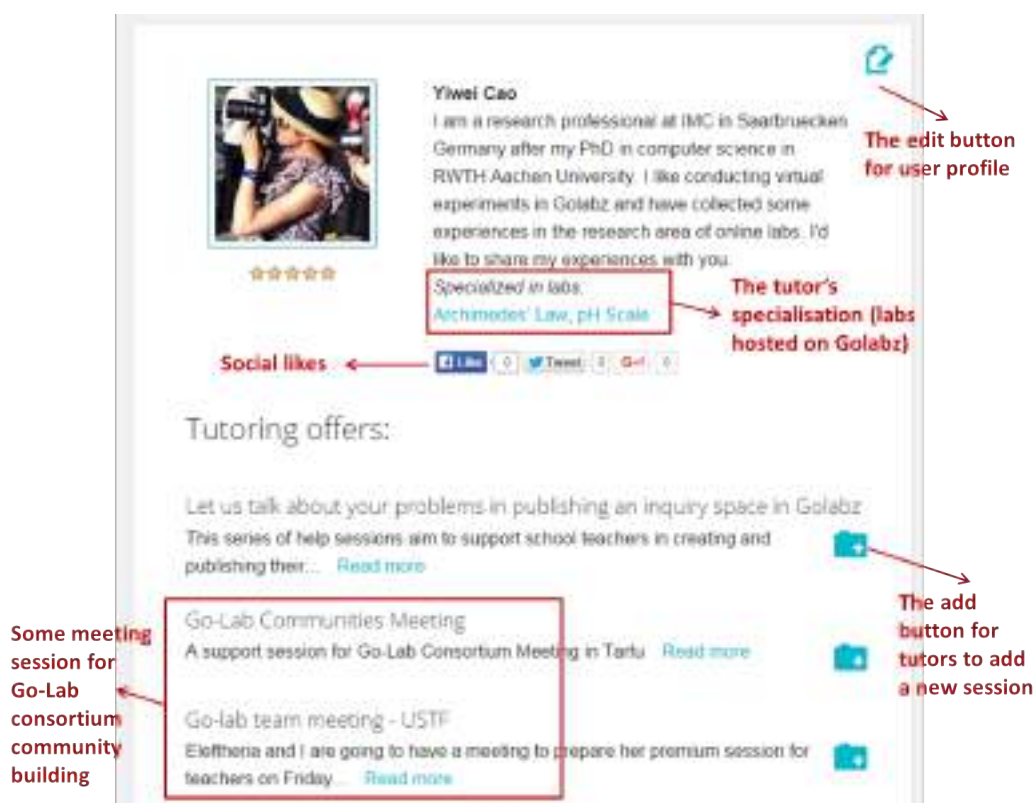 Yiwei Cao
I am a research professional at IMC in Saarbruecken
Germany after my PhD in computer science in
RWTH Aachen University. I like conducting virtual
experiments in Golabz and have collected some
experiences in the research area of online labs. I'd
like to share my experiences with you.
Specialized in labs:
Archimedes' Law, pH Scale
The edit button
for user profile
The tutor's
specialisation (labs
hosted on Golabz)
Social likes
Like 0 Tweet 0 G+1 0
Tutoring offers:
Let us talk about your problems in publishing an inquiry space in Golabz
This series of help sessions aim to support school teachers in creating and
publishing their... Read more
Go-Lab Communities Meeting
A support session for Go-Lab Consortium Meeting in Tartu Read more
Go-lab team meeting - USTF
Eleftheria and I are going to have a meeting to prepare her premium session for
teachers on Friday... Read more
The add
button for
tutors to add
a new session
Some meeting
session for
Go-Lab
consortium
community
building